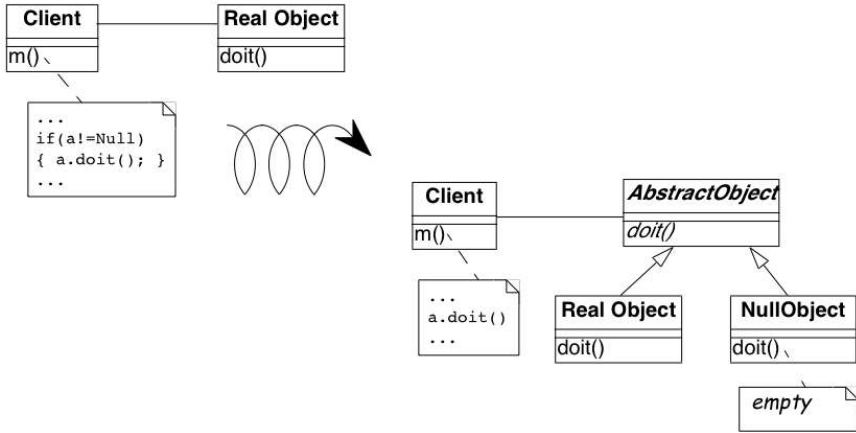 Client
Real Object
m()
doit()
...
if(a!=Null)
{ a.doit(); }
...
Client
AbstractObject
m()
doit()
...
a.doit()
...
Real Object
NullObject
doit()
doit()
empty